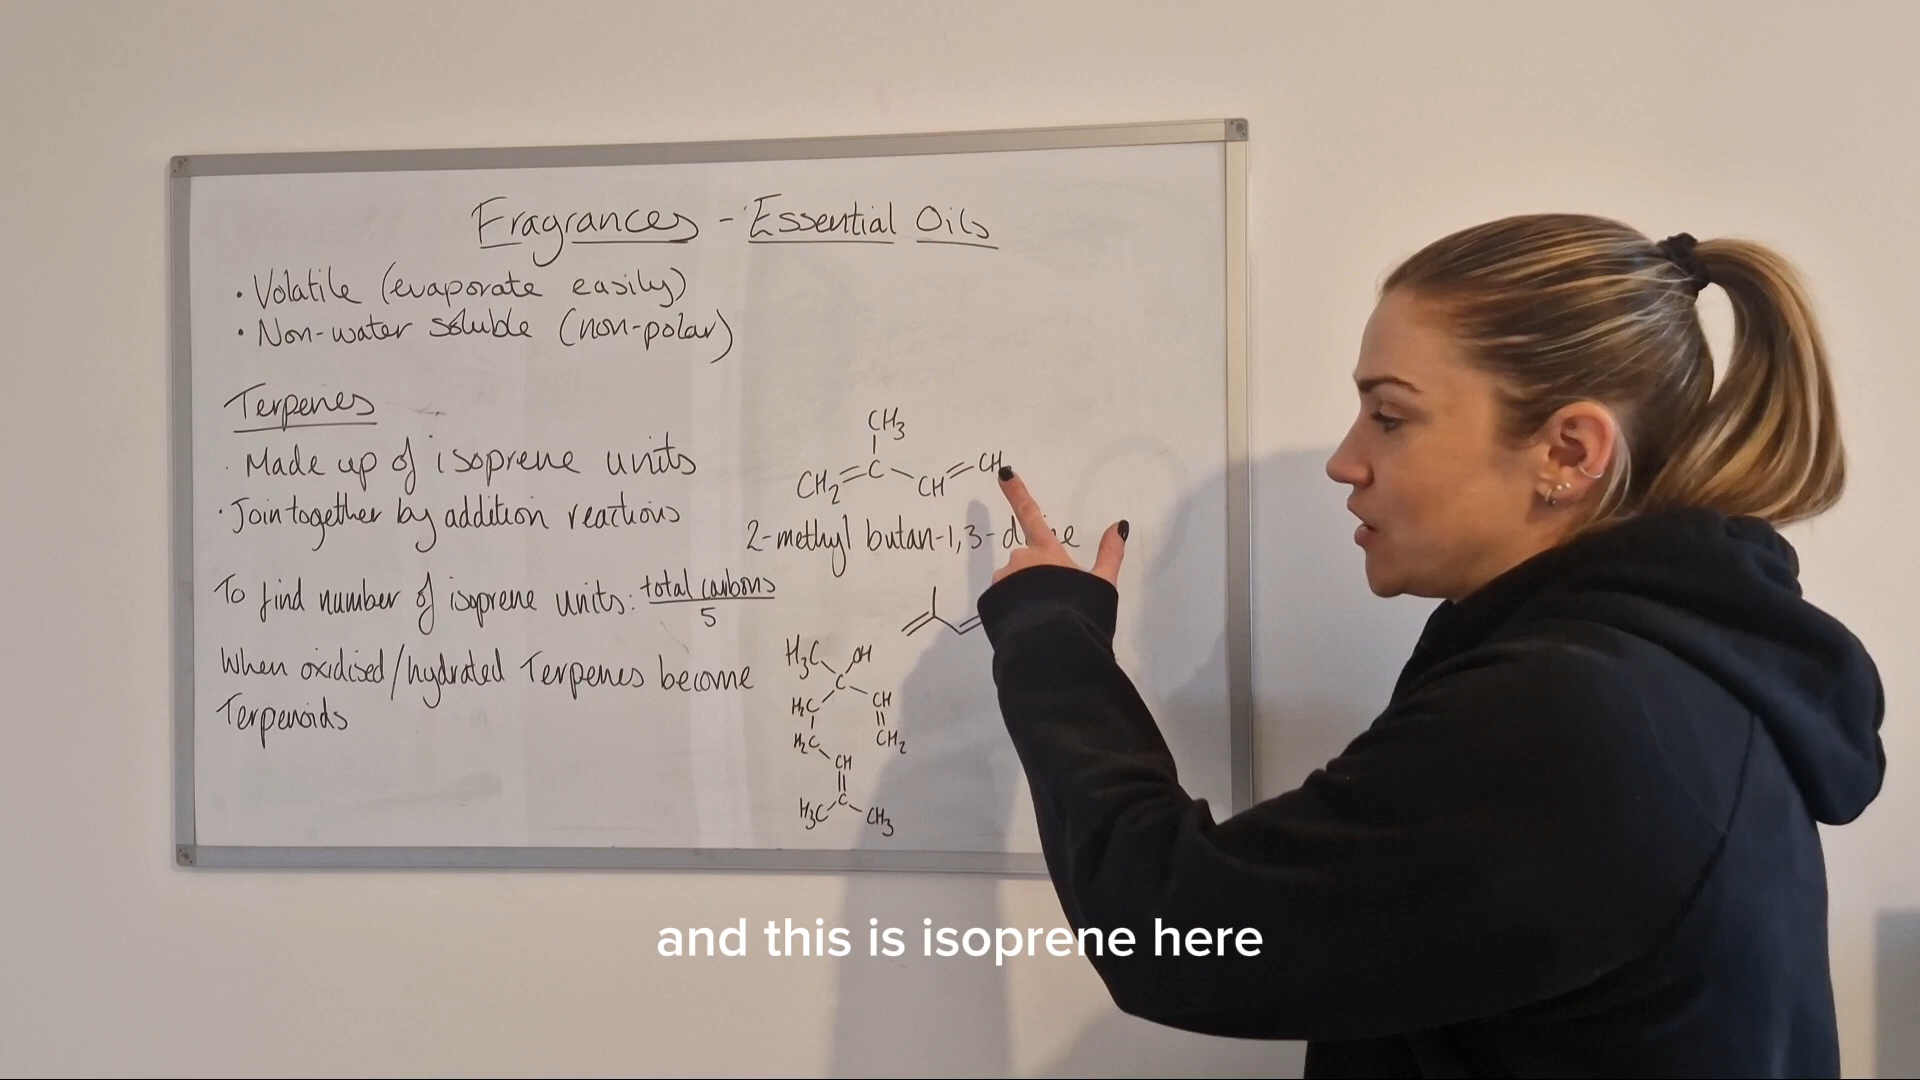 Fragrances - Essential Oils
• Volatile (evaporate easily)
• Non-water soluble (non-polar)
Terpenes
• Made up of isoprene units
• Join together by addition reactions
To find number of isoprene units: total carbons
5
When oxidised/hydrated Terpenes become
Terpenoids
CH3
CH2=C-CH=CH
2-methyl butan-1,3-
H3C OH
C
H2C CH
CH2
H2C
CH
C
H3C CH3
and this is isoprene here